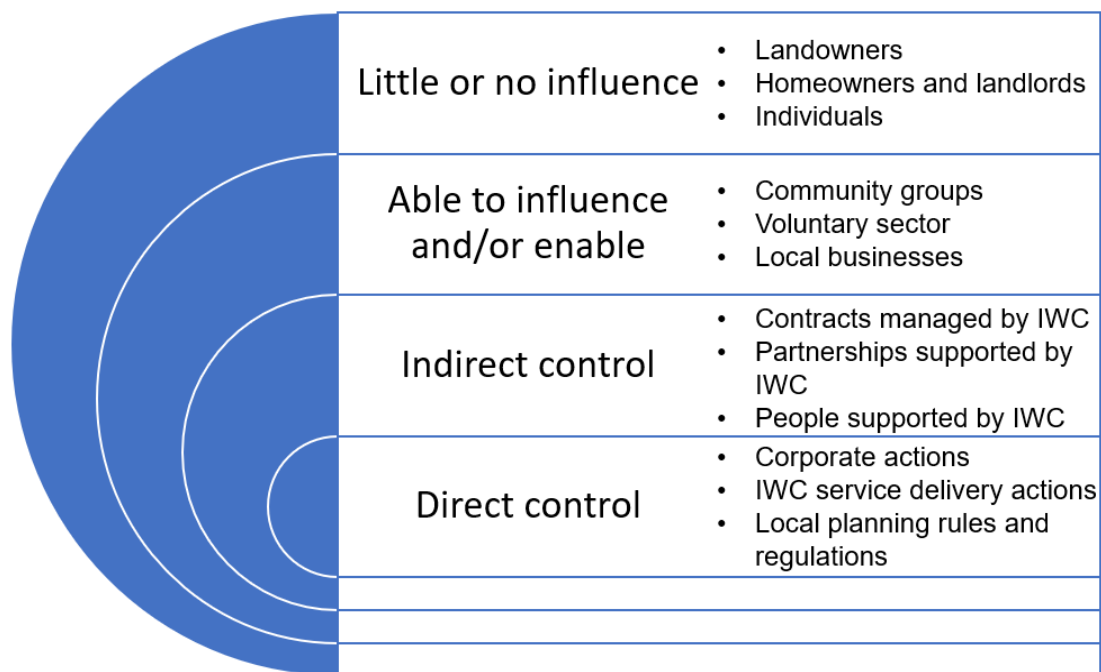 Little or no influence
• Landowners
• Homeowners and landlords
• Individuals
Able to influence
and/or enable
• Community groups
• Voluntary sector
• Local businesses
Indirect control
• Contracts managed by IWC
• Partnerships supported by
IWC
• People supported by IWC
Direct control
• Corporate actions
• IWC service delivery actions
• Local planning rules and
regulations